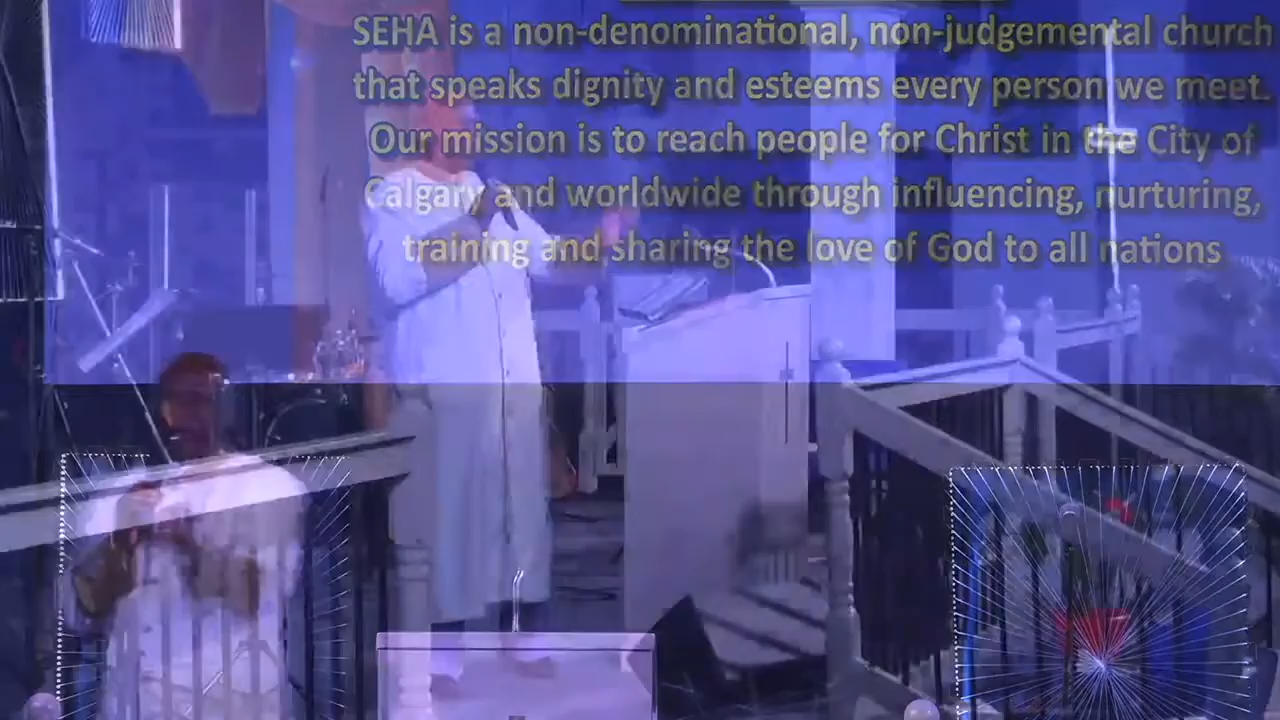 SEHA is a non-denominational, non-judgemental church
that speaks dignity and esteems every person we meet.
Our mission is to reach people for Christ in the City of
Calgary and worldwide through influencing, nurturing,
training and sharing the love of God to all nations